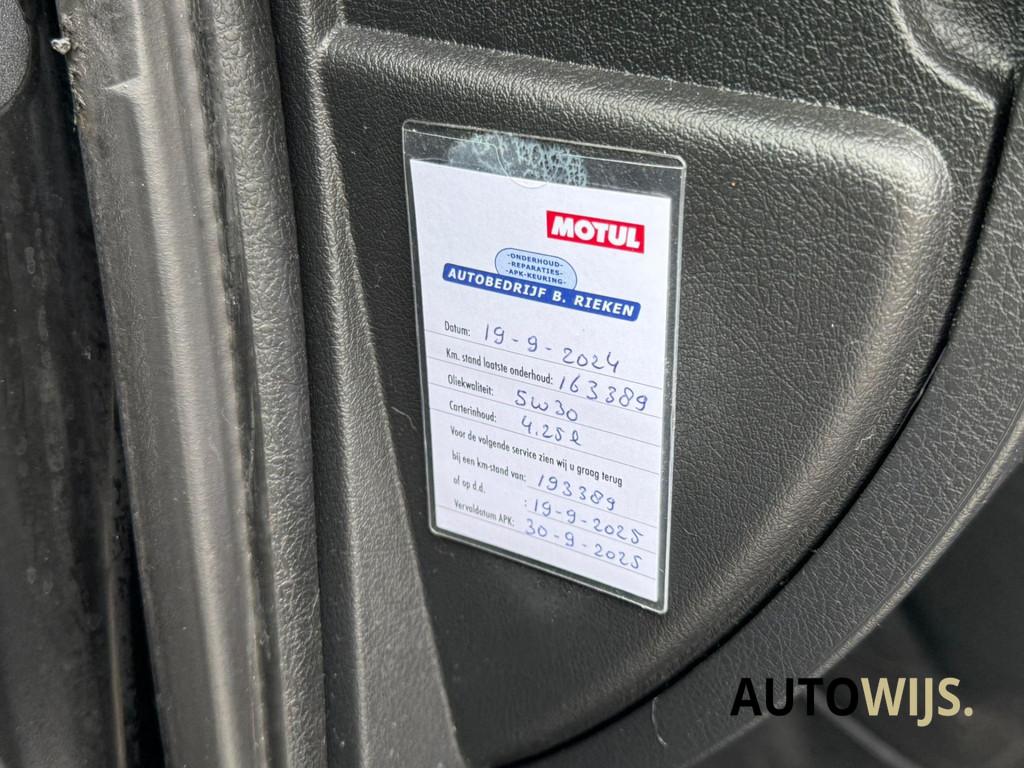 MOTUL
-ONDERHOUD-
-REPARATIES-
-APK-KEURING-
AUTOBEDRIJF B. RIEKEN
Datum: 19-9-2024
Km. stand laatste onderhoud: 163389
Oliekwaliteit: 5W30
Carterinhoud: 4.25l
Voor de volgende service zien wij u graag terug
bij een km-stand van: 193389
of op d.d. : 19-9-2025
Vervaldatum APK: 30-9-2025
AUTOWIJS.